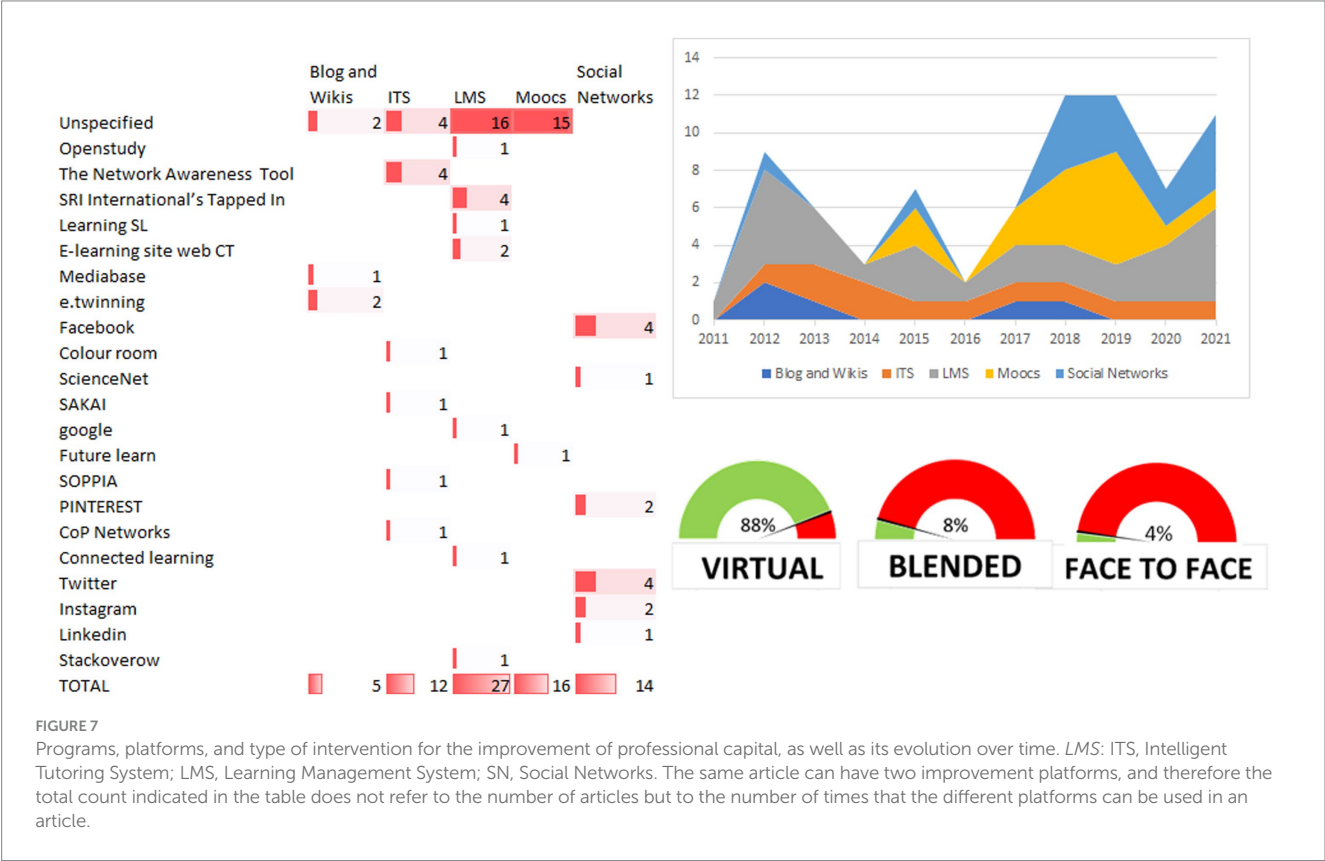 Blog and Social
Wikis ITS LMS Moocs Networks
Unspecified 2 4 16 15
Openstudy 1
The Network Awareness Tool 4
SRI International's Tapped In 4
Learning SL 1
E-learning site web CT 2
Mediabase 1
e.twinning 2
Facebook 4
Colour room 1
ScienceNet 1
SAKAI 1
google 1
Future learn 1
SOPPIA 1
PINTEREST 2
CoP Networks 1
Connected learning 1
Twitter 4
Instagram 2
Linkedin 1
Stackoverow 1
TOTAL 5 12 27 16 14
14
12
10
8
6
4
2
0
2011 2012 2013 2014 2015 2016 2017 2018 2019 2020 2021
Blog and Wikis ITS LMS Moocs Social Networks
88% 8% 4%
VIRTUAL BLENDED FACE TO FACE
FIGURE 7
Programs, platforms, and type of intervention for the improvement of professional capital, as well as its evolution over time. LMS: ITS, Intelligent
Tutoring System; LMS, Learning Management System; SN, Social Networks. The same article can have two improvement platforms, and therefore the
total count indicated in the table does not refer to the number of articles but to the number of times that the different platforms can be used in an
article.